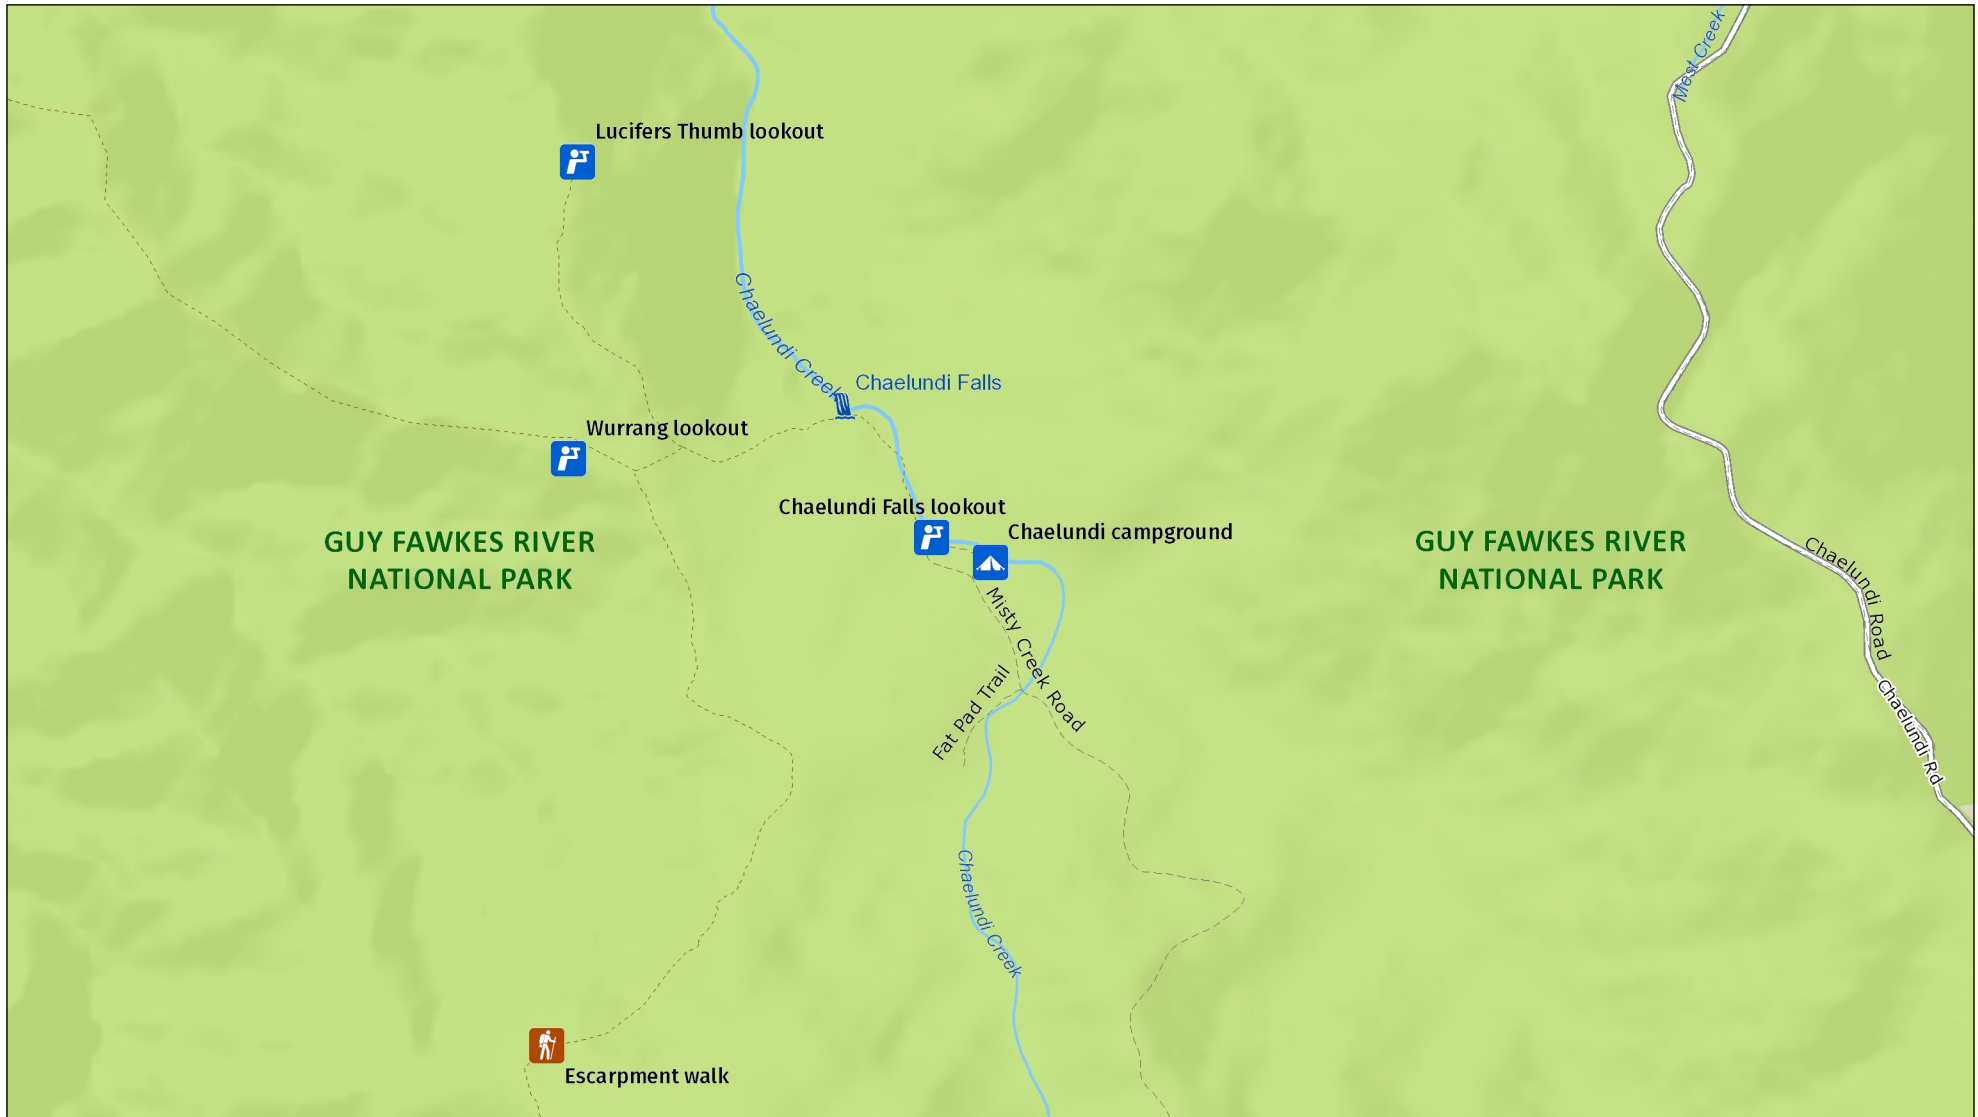 Most Creek
Lucifers Thumb lookout
Chaelundi Creek
Chaelundi Falls
Wurrang lookout
Chaelundi Falls lookout
Chaelundi campground
GUY FAWKES RIVER
NATIONAL PARK
GUY FAWKES RIVER
NATIONAL PARK
Chaelundi Road
Misty Creek Road
Fat Pad Trail
Chaelundi Rd
Chaelundi Creek
Escarpment walk